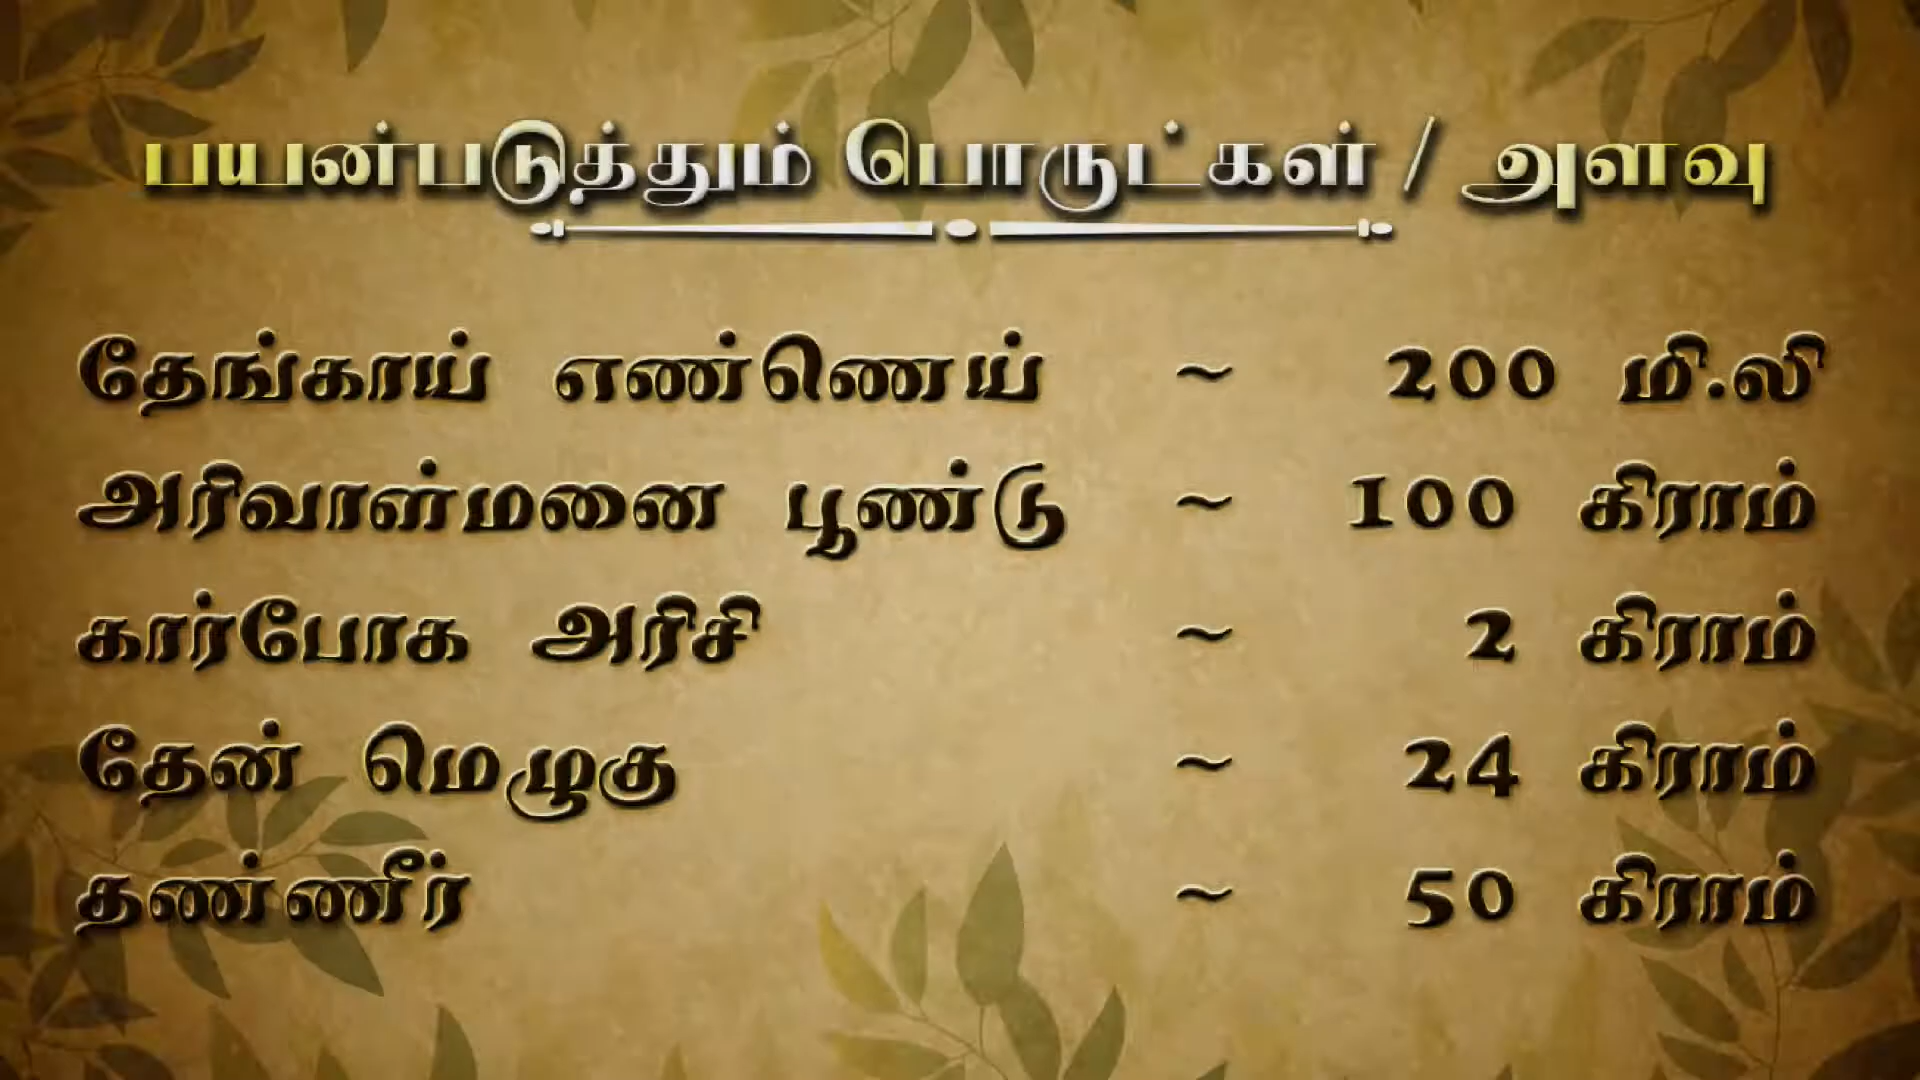 பயன்படுத்தும் பொருட்கள் / அளவு
தேங்காய் எண்ணெய் ~ 200 மி.லி
அரிவாள்மனை பூண்டு ~ 100 கிராம்
கார்போக அரிசி ~ 2 கிராம்
தேன் மெழுகு ~ 24 கிராம்
தண்ணீர் ~ 50 கிராம்